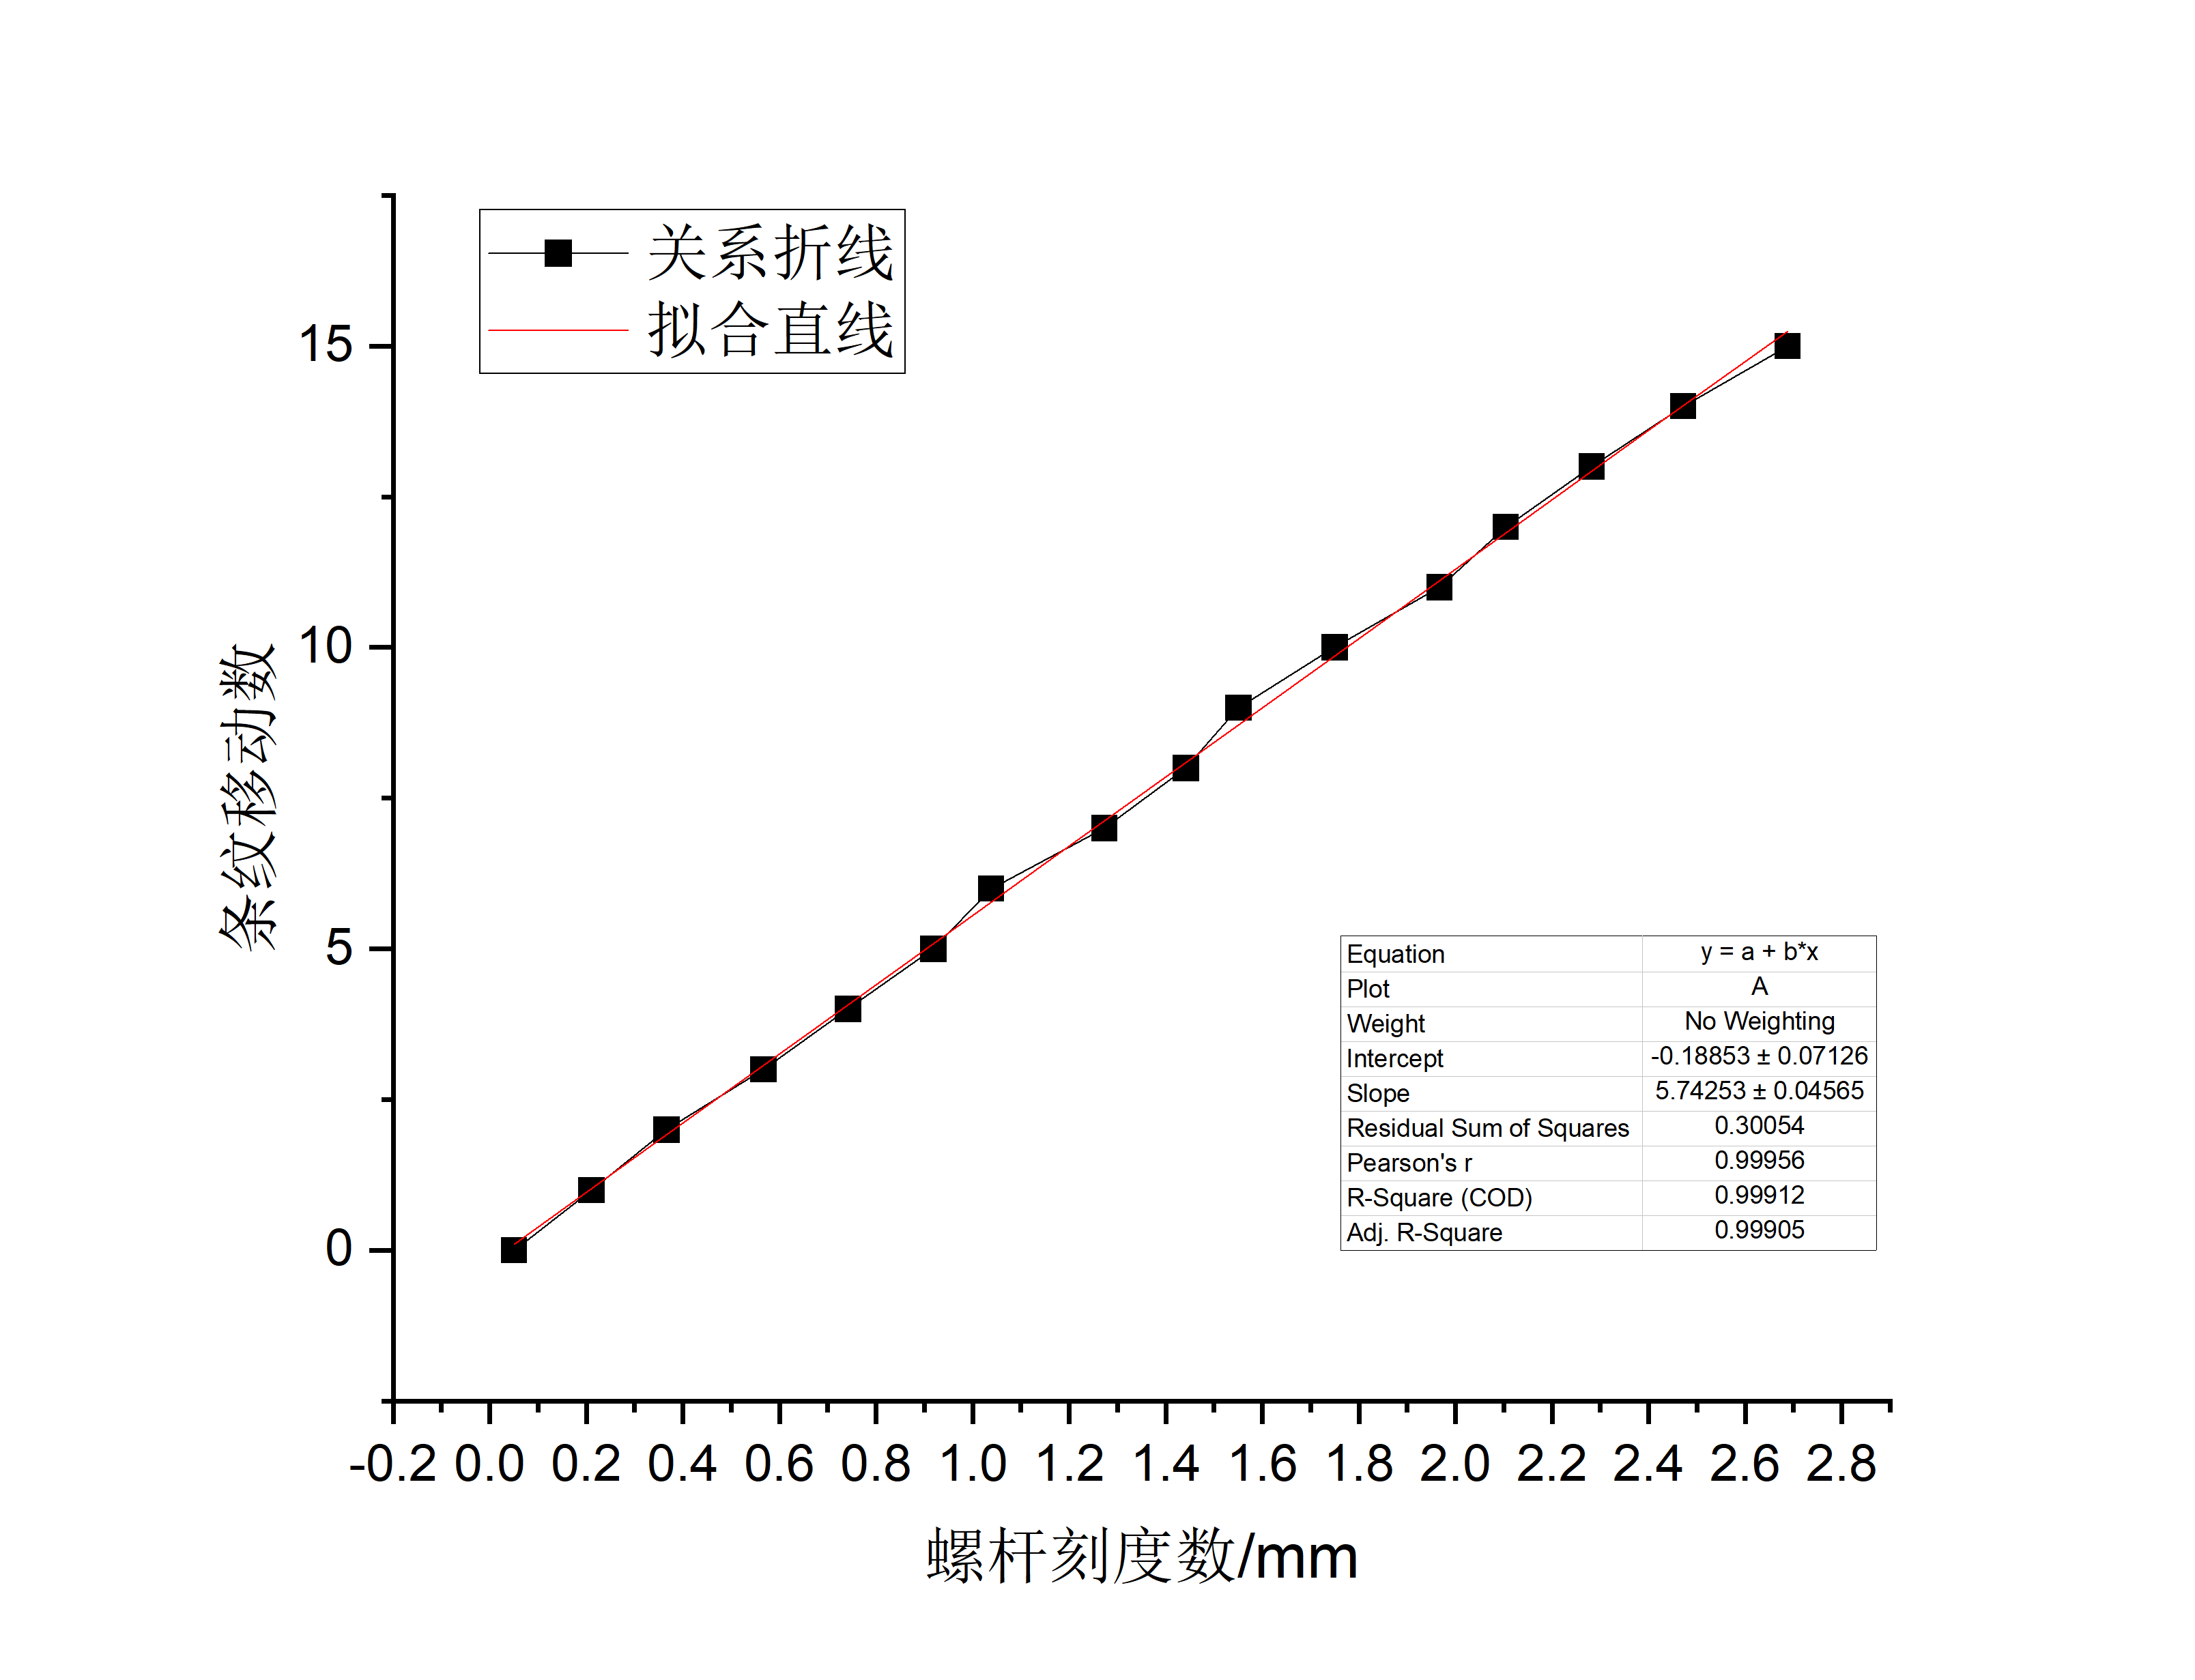 关系折线
拟合直线
15
10
5
0
条纹移动数
Equation y = a + b*x
Plot A
Weight No Weighting
Intercept -0.18853 ± 0.07126
Slope 5.74253 ± 0.04565
Residual Sum of Squares 0.30054
Pearson's r 0.99956
R-Square (COD) 0.99912
Adj. R-Square 0.99905
-0.2 0.0 0.2 0.4 0.6 0.8 1.0 1.2 1.4 1.6 1.8 2.0 2.2 2.4 2.6 2.8
螺杆刻度数/mm